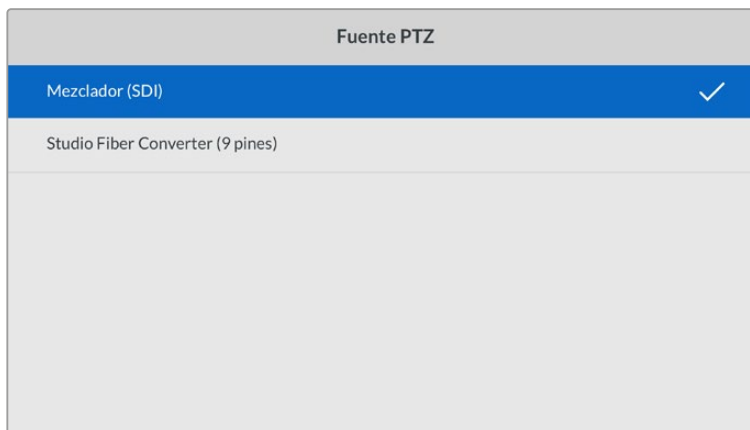 Fuente PTZ
Mezclador (SDI)
Studio Fiber Converter (9 pines)